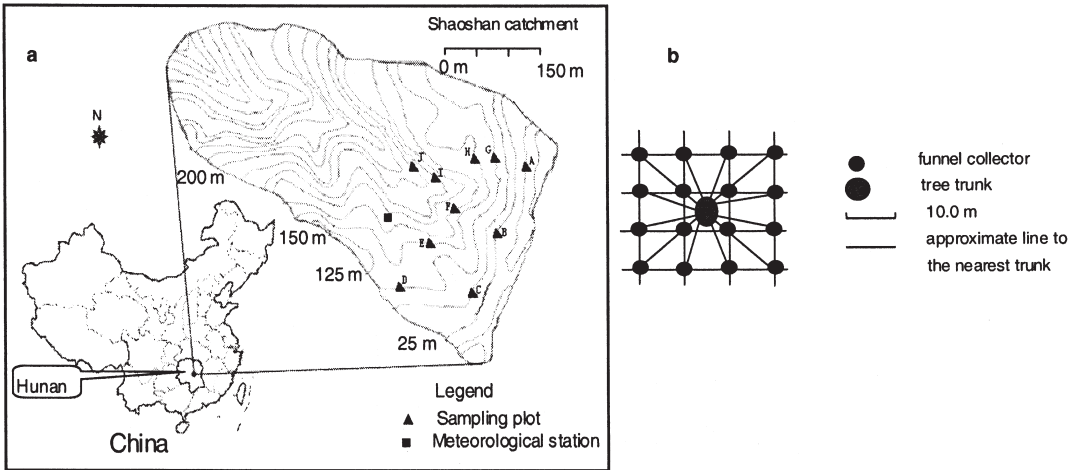 a
Shaoshan catchment
0 m 150 m
N
H G A
J
I
F
B
E
D
C
200 m
150 m
125 m
25 m
Hunan
China
Legend
Sampling plot
Meteorological station
b
funnel collector
tree trunk
10.0 m
approximate line to
the nearest trunk